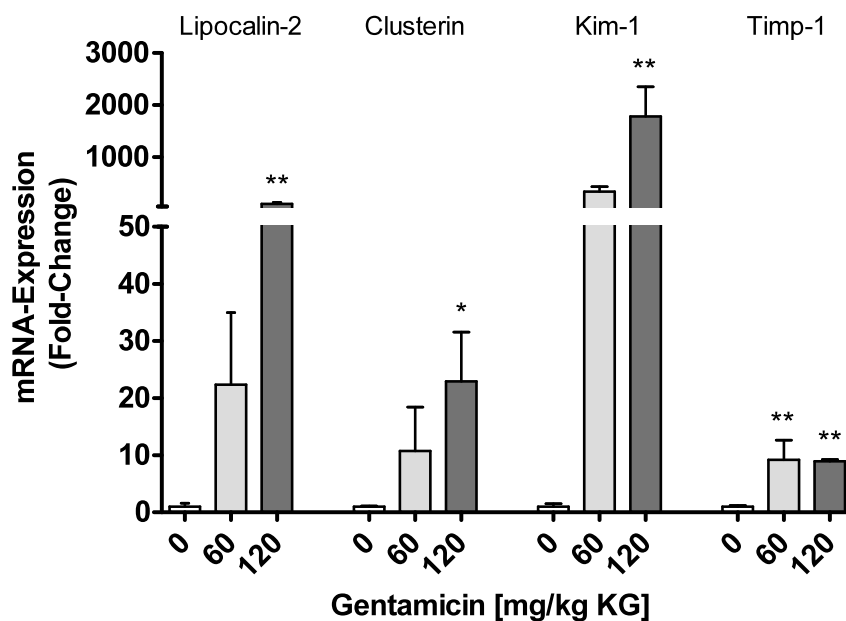 Lipocalin-2 Clusterin Kim-1 Timp-1
3000
2000
1000
50
40
30
20
10
0
mRNA-Expression
(Fold-Change)
**
*
**
**
**
0 60 120 0 60 120 0 60 120 0 60 120
Gentamicin [mg/kg KG]